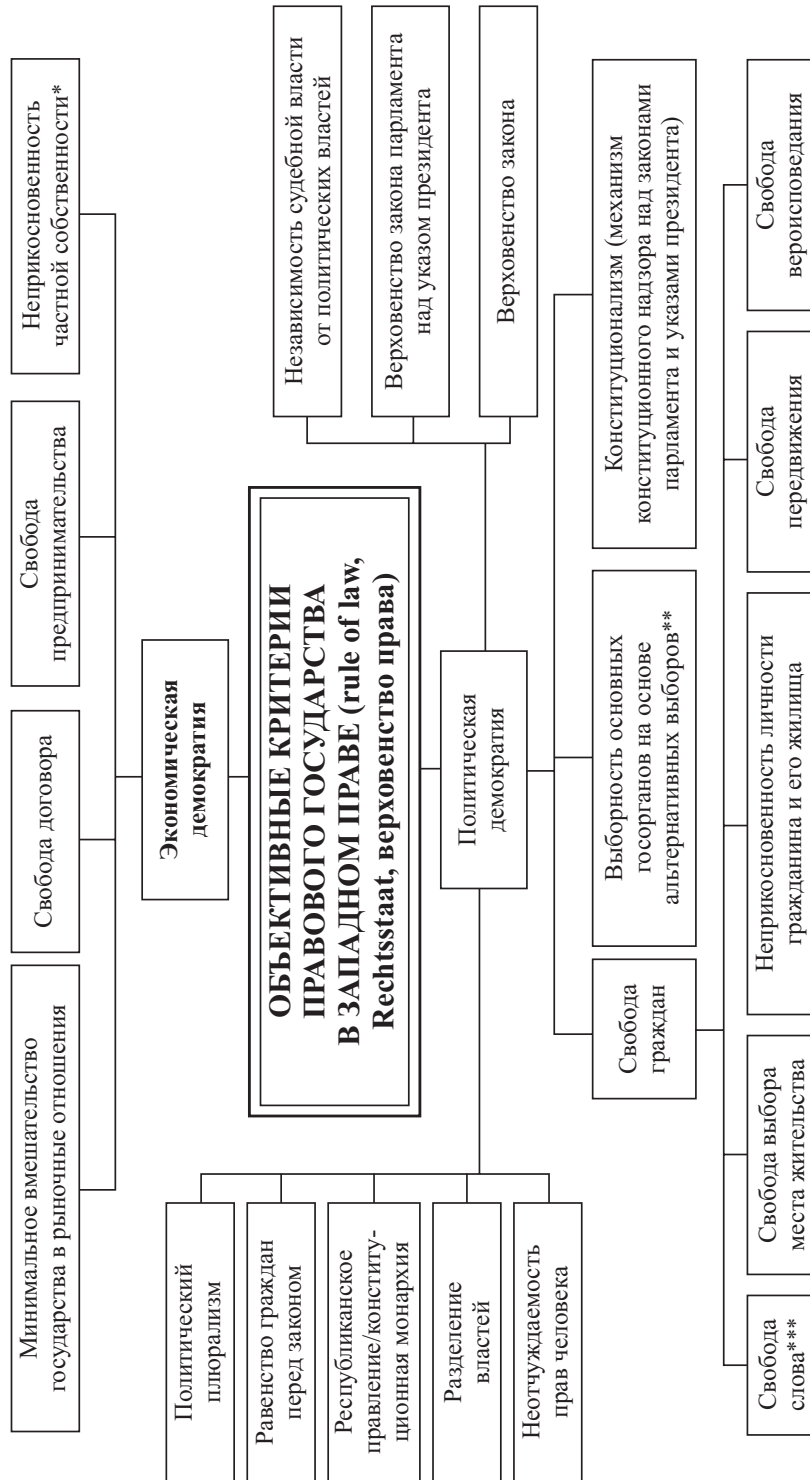 Минимальное вмешательство
государства в рыночные отношения
Свобода договора
Свобода
предпринимательства
Неприкосновенность
частной собственности*
Экономическая
демократия
ОБЪЕКТИВНЫЕ КРИТЕРИИ
ПРАВОВОГО ГОСУДАРСТВА
В ЗАПАДНОМ ПРАВЕ (rule of law,
Rechtsstaat, верховенство права)
Политическая
демократия
Политический
плюрализм
Равенство граждан
перед законом
Республиканское
правление/конститу-
ционная монархия
Разделение
властей
Неотчуждаемость
прав человека
Независимость судебной власти
от политических властей
Верховенство закона парламента
над указом президента
Верховенство закона
Свобода
граждан
Выборность основных
госорганов на основе
альтернативных выборов**
Конституционализм (механизм
конституционного надзора над законами
парламента и указами президента)
Свобода
слова***
Свобода выбора
места жительства
Неприкосновенность личности
гражданина и его жилища
Свобода
передвижения
Свобода
вероисповедания